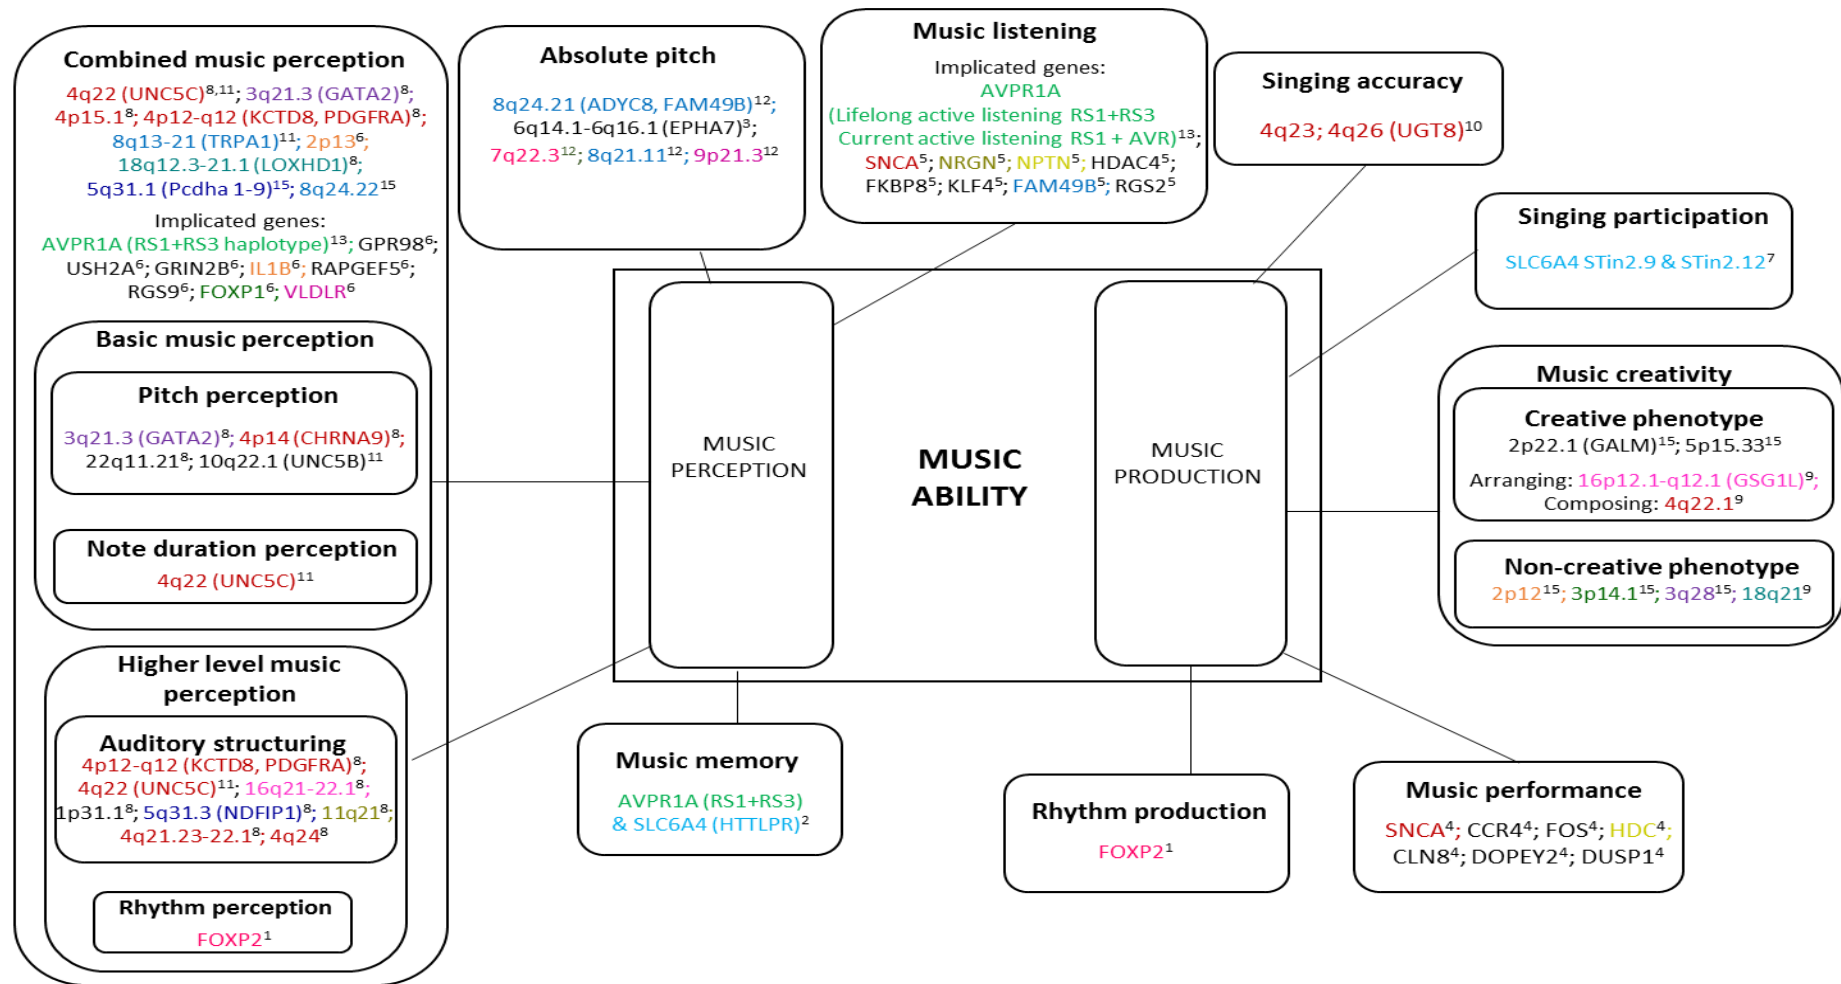 Combined music perception
4q22 (UNC5C)⁸,¹¹; 3q21.3 (GATA2)⁸;
4p15.1⁸; 4p12-q12 (KCTD8, PDGFRA)⁸;
8q13-21 (TRPA1)¹¹; 2p13⁶;
18q12.3-21.1 (LOXHD1)⁸;
5q31.1 (Pcdha 1-9)¹⁵; 8q24.22¹⁵
Implicated genes:
AVPR1A (RS1+RS3 haplotype)¹³; GPR98⁶;
USH2A⁶; GRIN2B⁶; IL1B⁶; RAPGEF5⁶;
RGS9⁶; FOXP1⁶; VLDLR⁶
Basic music perception
Pitch perception
3q21.3 (GATA2)⁸; 4p14 (CHRNA9)⁸;
22q11.21⁸; 10q22.1 (UNC5B)¹¹
Note duration perception
4q22 (UNC5C)¹¹
Higher level music
perception
Auditory structuring
4p12-q12 (KCTD8, PDGFRA)⁸;
4q22 (UNC5C)¹¹; 16q21-22.1⁸;
1p31.1⁸; 5q31.3 (NDFIP1)⁸; 11q21⁸;
4q21.23-22.1⁸; 4q24⁸
Rhythm perception
FOXP2¹
Absolute pitch
8q24.21 (ADYC8, FAM49B)¹²;
6q14.1-6q16.1 (EPHA7)³;
7q22.3¹²; 8q21.11¹²; 9p21.3¹²
Music listening
Implicated genes:
AVPR1A
(Lifelong active listening RS1+RS3
Current active listening RS1 + AVR)¹³;
SNCA⁵; NRGN⁵; NPTN⁵; HDAC4⁵;
FKBP8⁵; KLF4⁵; FAM49B⁵; RGS2⁵
Singing accuracy
4q23; 4q26 (UGT8)¹⁰
Singing participation
SLC6A4 STin2.9 & STin2.12⁷
MUSIC
PERCEPTION
MUSIC
ABILITY
MUSIC
PRODUCTION
Music creativity
Creative phenotype
2p22.1 (GALM)¹⁵; 5p15.33¹⁵
Arranging: 16p12.1-q12.1 (GSG1L)⁹;
Composing: 4q22.1⁹
Non-creative phenotype
2p12¹⁵; 3p14.1¹⁵; 3q28¹⁵; 18q21⁹
Music memory
AVPR1A (RS1+RS3)
& SLC6A4 (HTTLPR)²
Rhythm production
FOXP2¹
Music performance
SNCA⁴; CCR4⁴; FOS⁴; HDC⁴;
CLN8⁴; DOPEY2⁴; DUSP1⁴